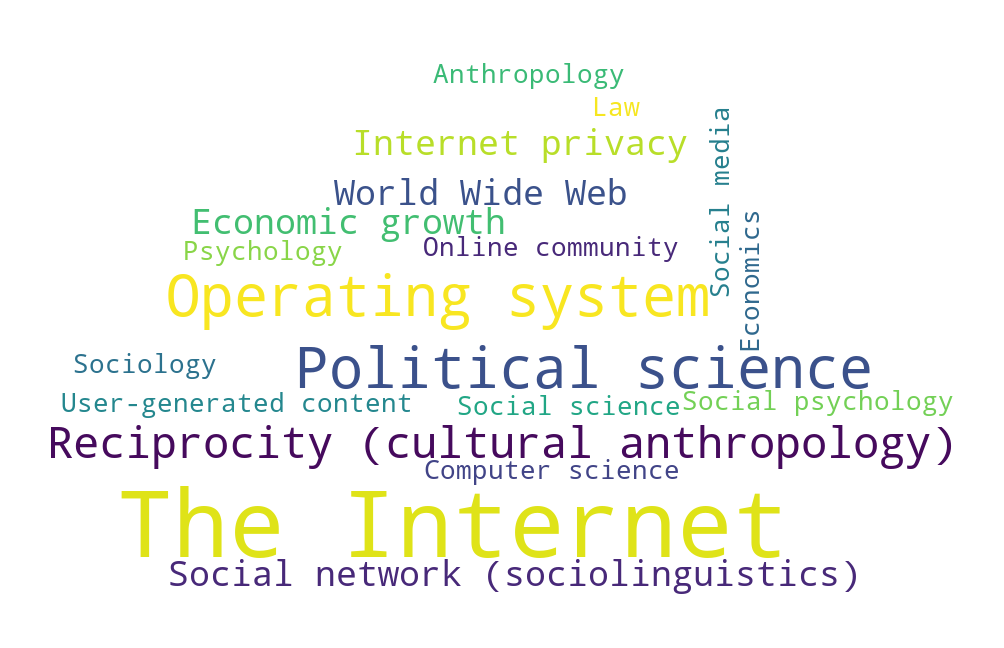 Anthropology
Law
Internet privacy
Social media
World Wide Web
Economic growth
Online community
Psychology
Economics
Operating system
Political science
Sociology
User-generated content
Social science
Social psychology
Reciprocity (cultural anthropology)
Computer science
The Internet
Social network (sociolinguistics)